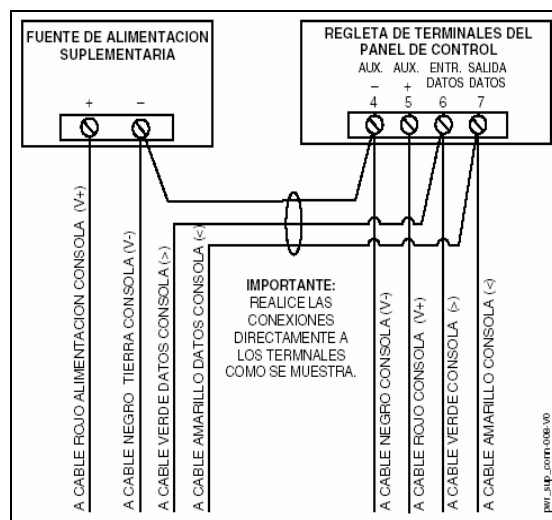 FUENTE DE ALIMENTACION
SUPLEMENTARIA
+ –
REGLETA DE TERMINALES DEL
PANEL DE CONTROL
AUX. AUX. ENTR. SALIDA
– + DATOS DATOS
4 5 6 7
IMPORTANTE:
REALICE LAS
CONEXIONES
DIRECTAMENTE A
LOS TERMNALES
COMO SE MUESTRA.
A CABLE ROJO ALIMENTACION CONSOLA (V+)
A CABLE NEGRO TIERRA CONSOLA (V-)
A CABLE VERDE DATOS CONSOLA (>)
A CABLE AMARILLO DATOS CONSOLA (<)
A CABLE NEGRO CONSOLA (V-)
A CABLE ROJO CONSOLA (V+)
A CABLE VERDE CONSOLA (>)
A CABLE AMARILLO CONSOLA (<)
pwr_sup_conn-009-V0